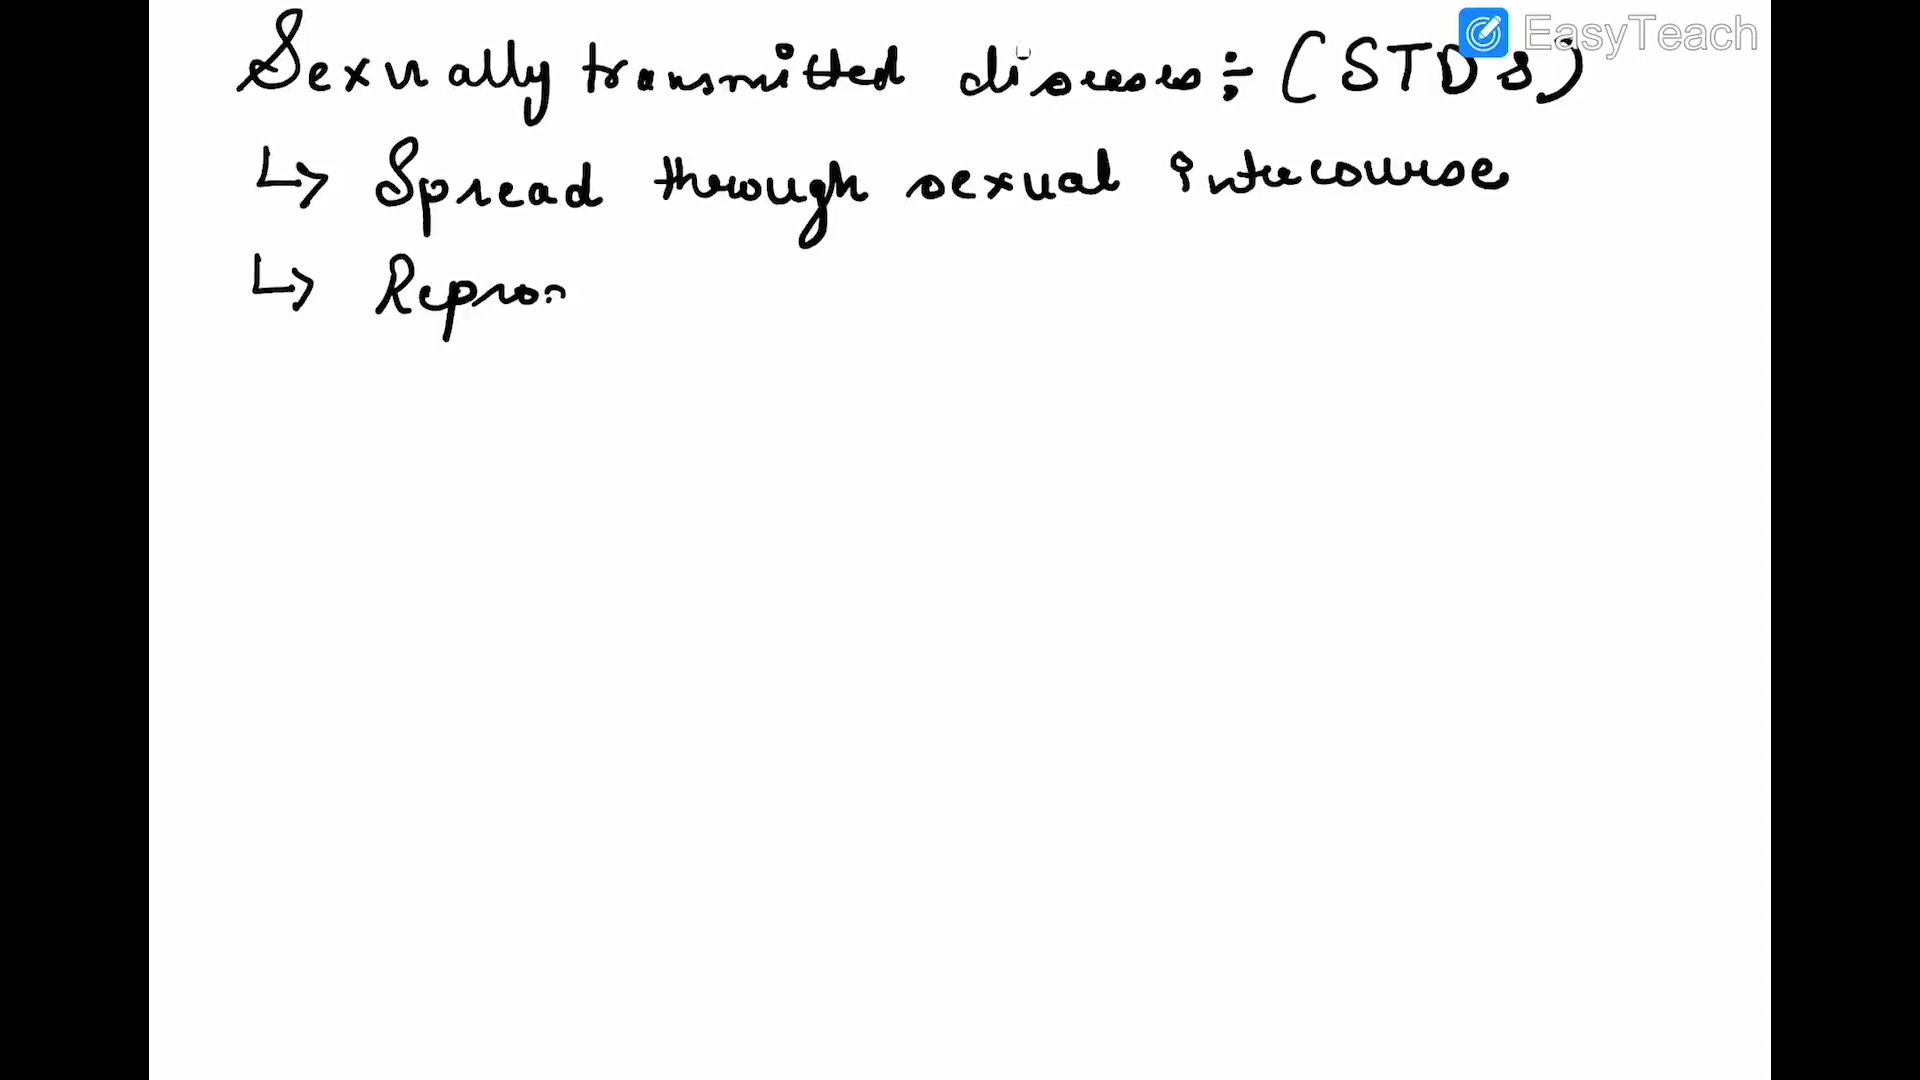 EasyTeach
Sexually transmitted diseases :- (STDs)
↳ Spread through sexual intercourse
↳ Repro